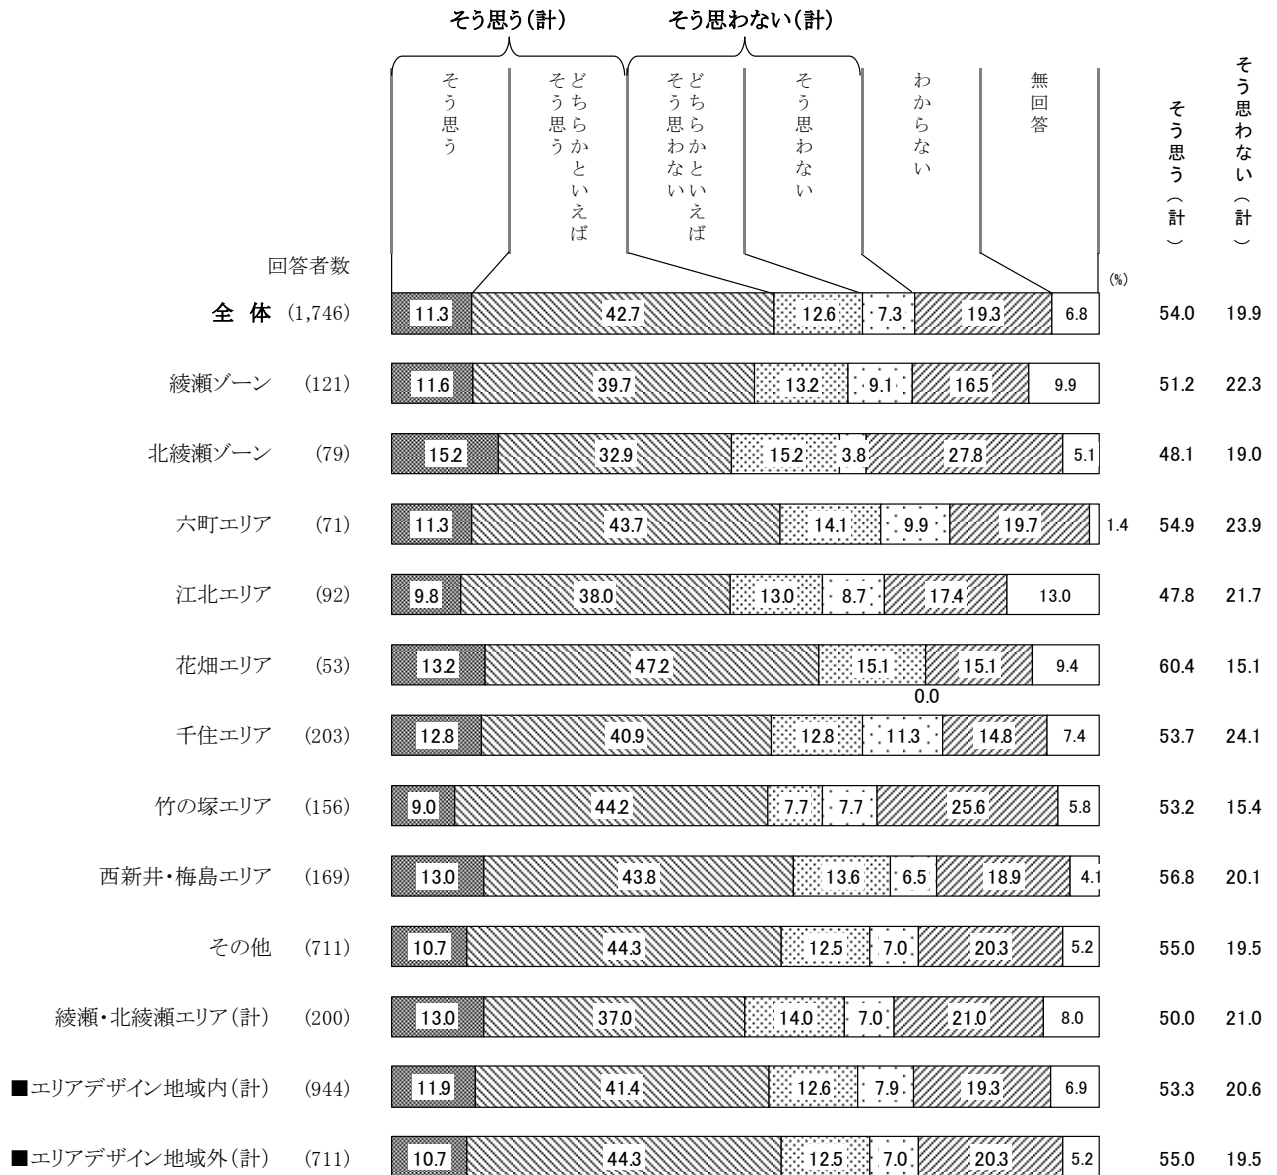 そう思う(計) そう思わない(計)
そう思う
どちらかといえば
そう思う
どちらかといえば
そう思わない
そう思わない
わからない
無回答
そう思う(計)
そう思わない(計)
回答者数
(%)
全 体 (1,746) 11.3 42.7 12.6 7.3 19.3 6.8 54.0 19.9
綾瀬ゾーン (121) 11.6 39.7 13.2 9.1 16.5 9.9 51.2 22.3
北綾瀬ゾーン (79) 15.2 32.9 15.2 3.8 27.8 5.1 48.1 19.0
六町エリア (71) 11.3 43.7 14.1 9.9 19.7 1.4 54.9 23.9
江北エリア (92) 9.8 38.0 13.0 8.7 17.4 13.0 47.8 21.7
花畑エリア (53) 13.2 47.2 15.1 15.1 9.4 60.4 15.1
0.0
千住エリア (203) 12.8 40.9 12.8 11.3 14.8 7.4 53.7 24.1
竹の塚エリア (156) 9.0 44.2 7.7 7.7 25.6 5.8 53.2 15.4
西新井・梅島エリア (169) 13.0 43.8 13.6 6.5 18.9 4.1 56.8 20.1
その他 (711) 10.7 44.3 12.5 7.0 20.3 5.2 55.0 19.5
綾瀬・北綾瀬エリア(計) (200) 13.0 37.0 14.0 7.0 21.0 8.0 50.0 21.0
■エリアデザイン地域内(計) (944) 11.9 41.4 12.6 7.9 19.3 6.9 53.3 20.6
■エリアデザイン地域外(計) (711) 10.7 44.3 12.5 7.0 20.3 5.2 55.0 19.5